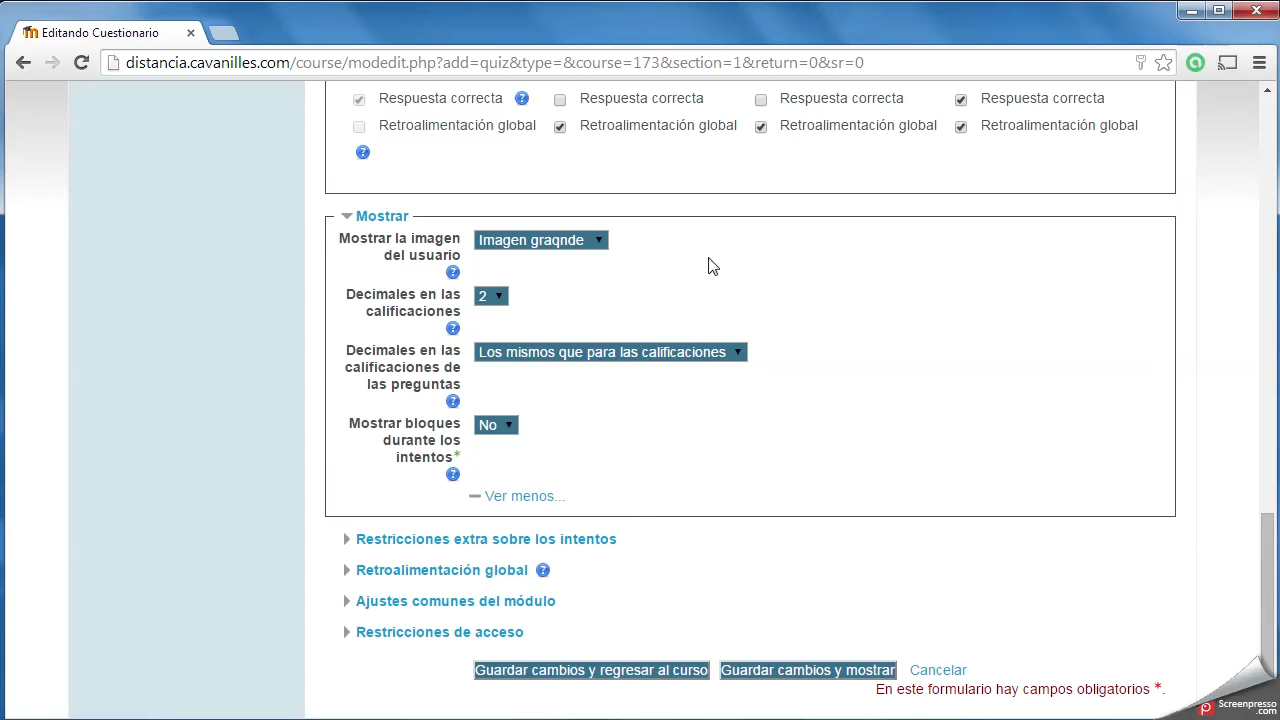 Editando Cuestionario
distancia.cavanilles.com/course/modedit.php?add=quiz&type=&course=173&section=1&return=0&sr=0
Respuesta correcta Respuesta correcta Respuesta correcta Respuesta correcta
Retroalimentación global Retroalimentación global Retroalimentación global Retroalimentación global
Mostrar
Mostrar la imagen Imagen graqnde
del usuario
Decimales en las 2
calificaciones
Decimales en las Los mismos que para las calificaciones
calificaciones de
las preguntas
Mostrar bloques No
durante los
intentos*
Ver menos...
Restricciones extra sobre los intentos
Retroalimentación global
Ajustes comunes del módulo
Restricciones de acceso
Guardar cambios y regresar al curso Guardar cambios y mostrar Cancelar
En este formulario hay campos obligatorios *.
Screenpresso
.com